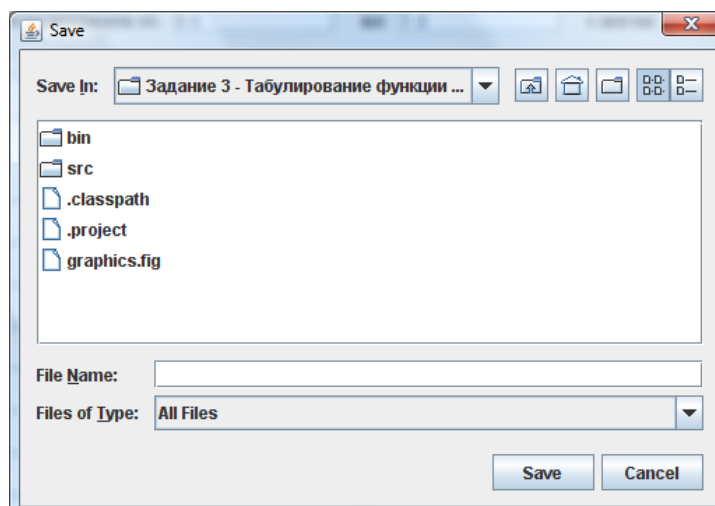 Save
Save In: Задание 3 - Табулирование функции ...
bin
src
.classpath
.project
graphics.fig
File Name:
Files of Type: All Files
Save Cancel